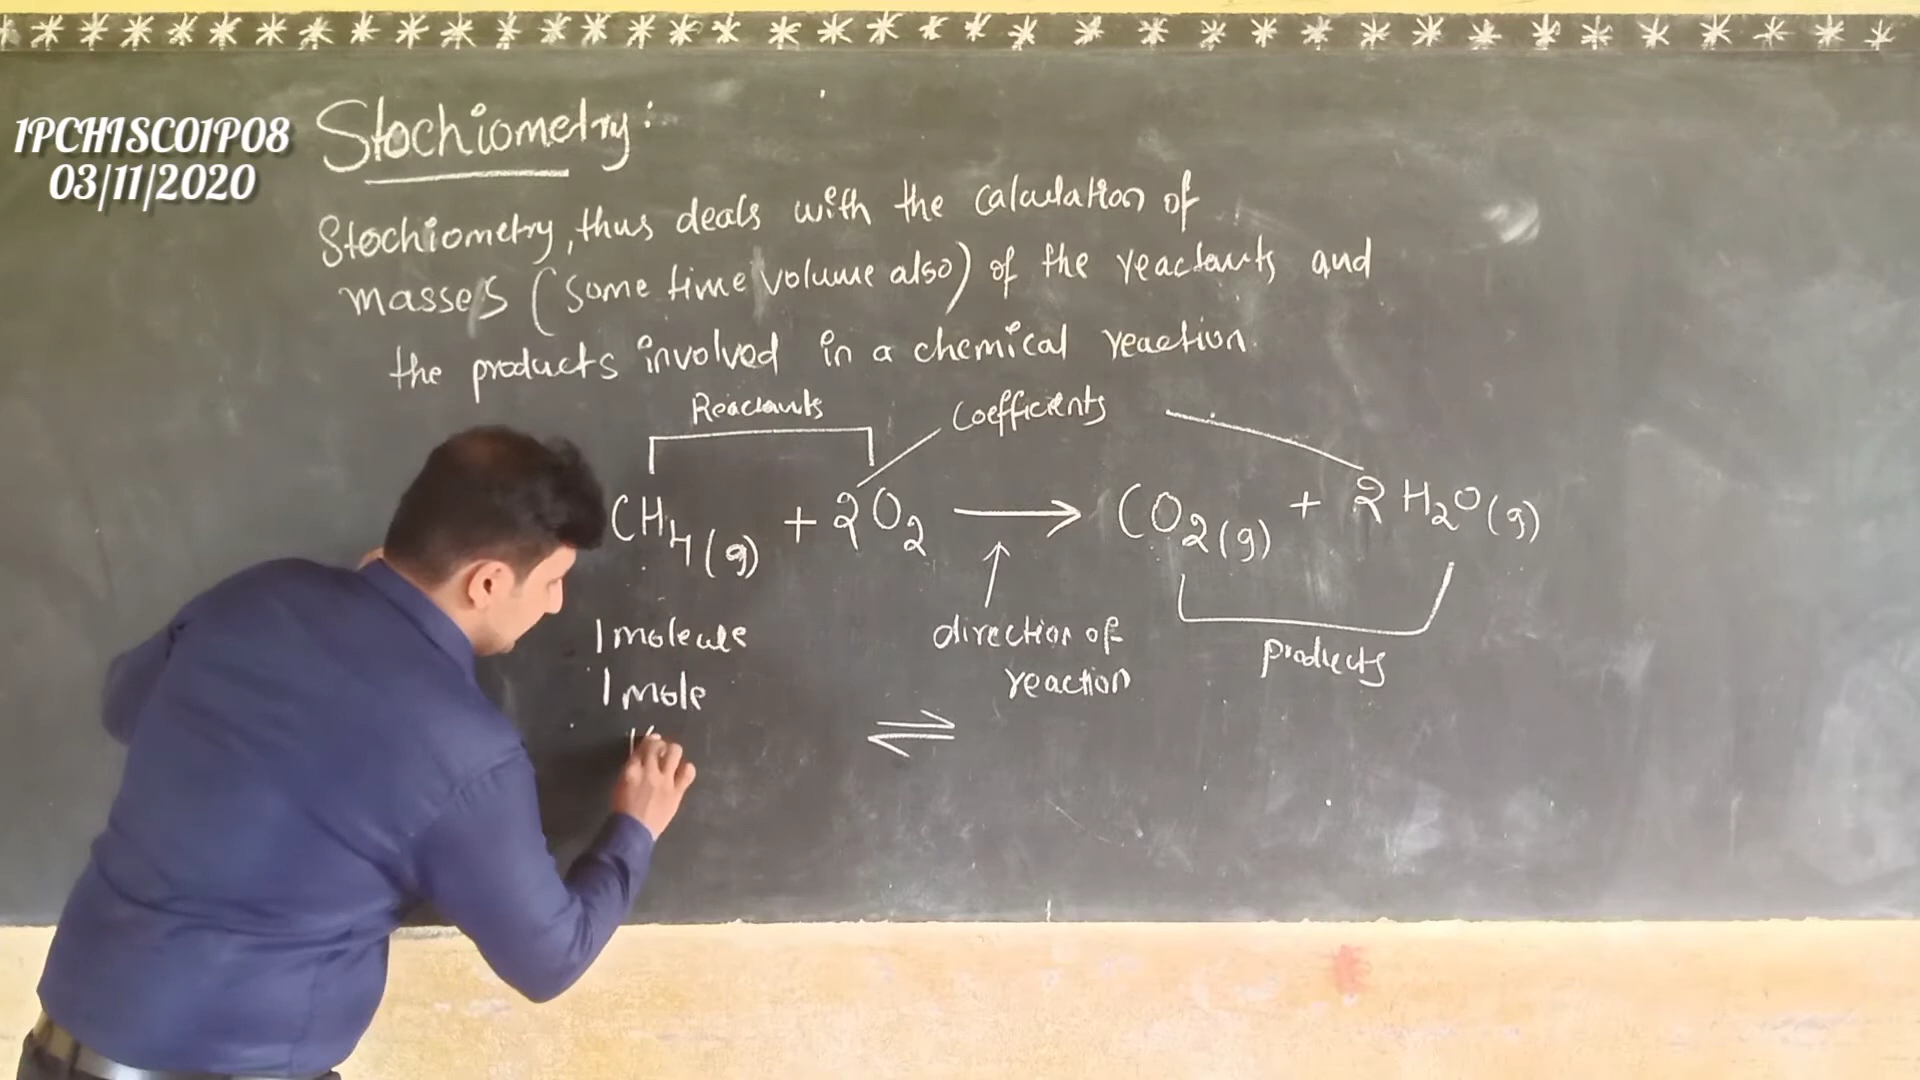 1PCH1SC01P08
03/11/2020
Stochiometry:
Stochiometry, thus deals with the calculation of
masses (some time volume also) of the reactants and
the products involved in a chemical reaction.
Reactants
Coefficients
CH4(g) + 2O2 → CO2(g) + 2H2O(g)
1 molecule
1 mole
direction of
reaction
products
⇌